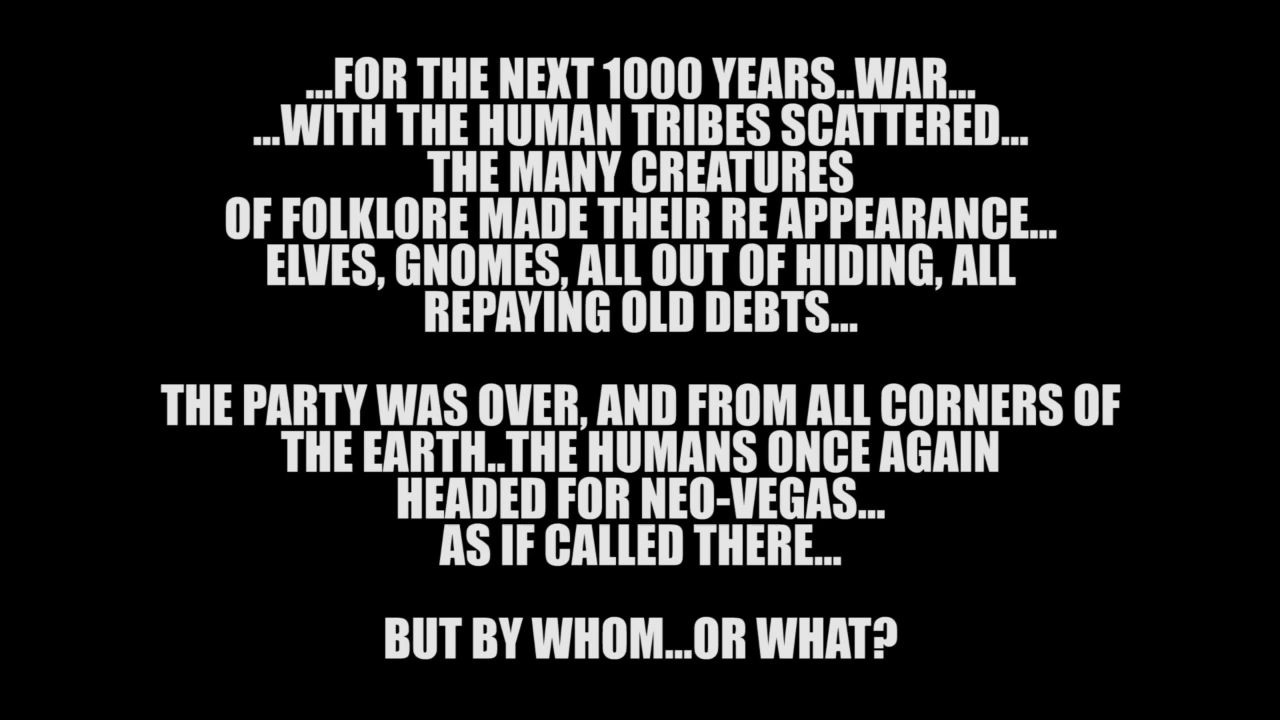 ...FOR THE NEXT 1000 YEARS..WAR...
...WITH THE HUMAN TRIBES SCATTERED...
THE MANY CREATURES
OF FOLKLORE MADE THEIR RE APPEARANCE...
ELVES, GNOMES, ALL OUT OF HIDING, ALL
REPAYING OLD DEBTS...
THE PARTY WAS OVER, AND FROM ALL CORNERS OF
THE EARTH..THE HUMANS ONCE AGAIN
HEADED FOR NEO-VEGAS...
AS IF CALLED THERE...
BUT BY WHOM...OR WHAT?